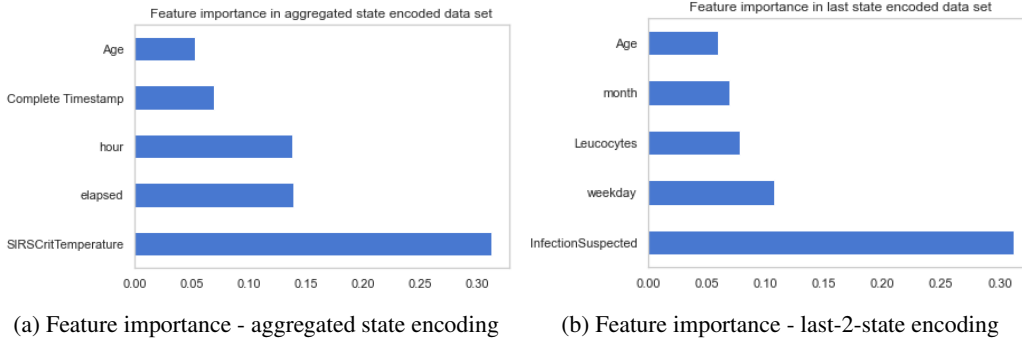 Feature importance in aggregated state encoded data set
Age
Complete Timestamp
hour
elapsed
SIRSCritTemperature
0.00 0.05 0.10 0.15 0.20 0.25 0.30
(a) Feature importance - aggregated state encoding
Feature importance in last state encoded data set
Age
month
Leucocytes
weekday
InfectionSuspected
0.00 0.05 0.10 0.15 0.20 0.25 0.30
(b) Feature importance - last-2-state encoding